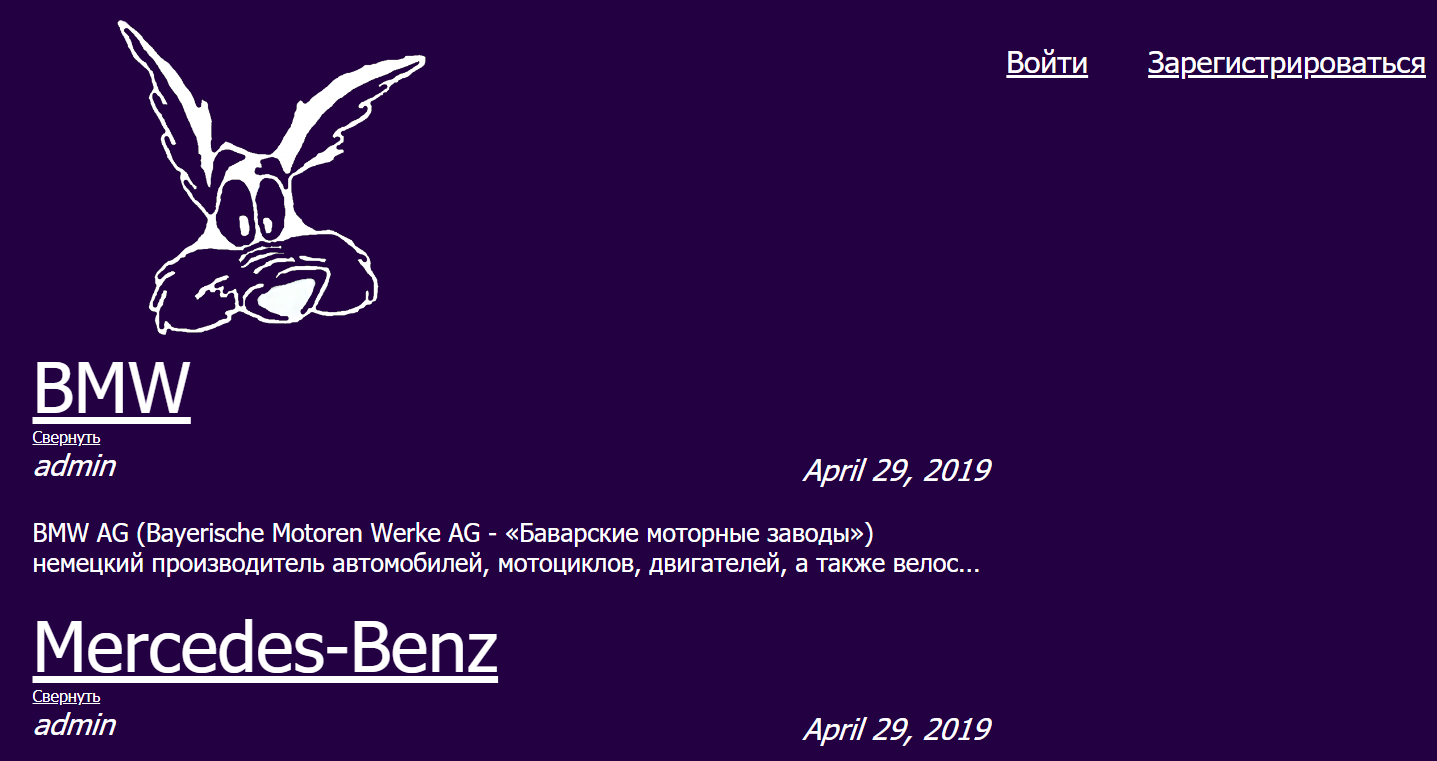 Войти Зарегистрироваться
BMW
Свернуть
admin April 29, 2019
BMW AG (Bayerische Motoren Werke AG - «Баварские моторные заводы»)
немецкий производитель автомобилей, мотоциклов, двигателей, а также велос...
Mercedes-Benz
Свернуть
admin April 29, 2019